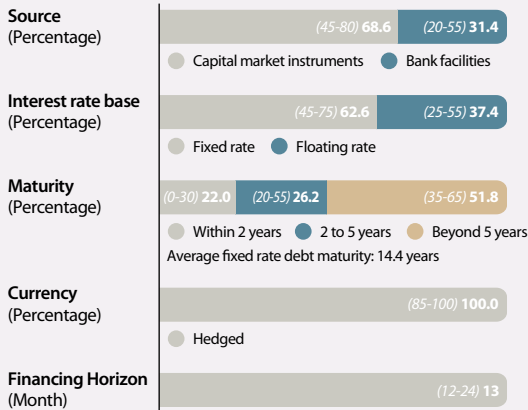 Source
(Percentage)
(45-80) 68.6 (20-55) 31.4
Capital market instruments Bank facilities
Interest rate base
(Percentage)
(45-75) 62.6 (25-55) 37.4
Fixed rate Floating rate
Maturity
(Percentage)
(0-30) 22.0 (20-55) 26.2 (35-65) 51.8
Within 2 years 2 to 5 years Beyond 5 years
Average fixed rate debt maturity: 14.4 years
Currency
(Percentage)
(85-100) 100.0
Hedged
Financing Horizon
(Month)
(12-24) 13